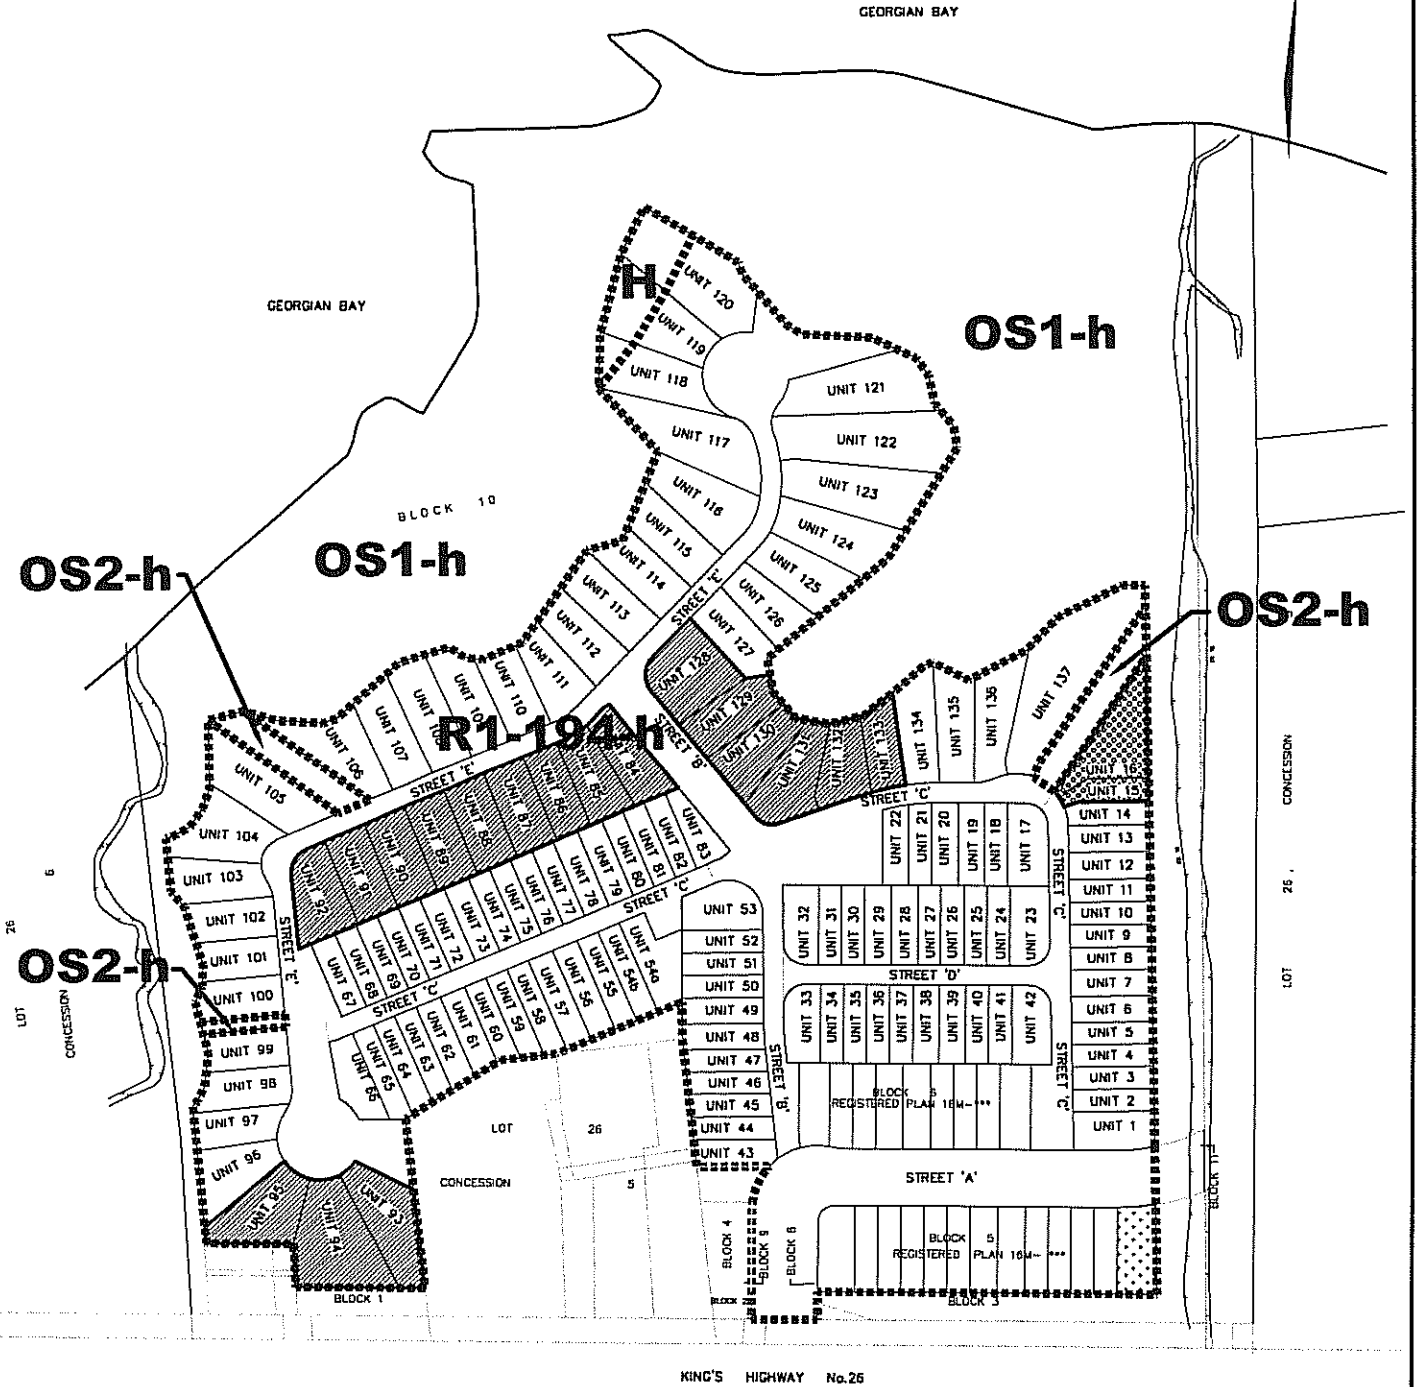 GEORGIAN BAY
GEORGIAN BAY
H
UNIT 120
UNIT 119
UNIT 118
UNIT 117
UNIT 116
UNIT 115
UNIT 114
UNIT 113
UNIT 112
UNIT 111
UNIT 110
UNIT 107
UNIT 106
UNIT 105
UNIT 104
UNIT 103
UNIT 102
UNIT 101
UNIT 100
UNIT 99
UNIT 98
UNIT 97
UNIT 96
UNIT 95
UNIT 94
UNIT 93
OS1-h
UNIT 121
UNIT 122
UNIT 123
UNIT 124
UNIT 125
UNIT 126
UNIT 127
UNIT 128
UNIT 129
UNIT 130
UNIT 131
UNIT 132
UNIT 133
UNIT 134
UNIT 135
UNIT 136
UNIT 137
BLOCK 10
OS1-h
OS2-h
OS2-h
OS2-h
R1-194-h
STREET 'E'
STREET 'E'
STREET 'E'
STREET 'B'
STREET 'C'
UNIT 84
UNIT 85
UNIT 86
UNIT 87
UNIT 88
UNIT 89
UNIT 90
UNIT 91
UNIT 92
UNIT 83
UNIT 82
UNIT 81
UNIT 80
UNIT 79
UNIT 78
UNIT 77
UNIT 76
UNIT 75
UNIT 74
UNIT 73
UNIT 72
UNIT 71
UNIT 70
UNIT 69
UNIT 68
UNIT 67
STREET 'C'
STREET 'C'
UNIT 66
UNIT 65
UNIT 64
UNIT 63
UNIT 62
UNIT 61
UNIT 60
UNIT 59
UNIT 58
UNIT 57
UNIT 56
UNIT 55
UNIT 54b
UNIT 54a
UNIT 53
UNIT 52
UNIT 51
UNIT 50
UNIT 49
UNIT 48
UNIT 47
UNIT 46
UNIT 45
UNIT 44
UNIT 43
STREET 'B'
UNIT 22
UNIT 21
UNIT 20
UNIT 19
UNIT 18
UNIT 17
UNIT 32
UNIT 31
UNIT 30
UNIT 29
UNIT 28
UNIT 27
UNIT 26
UNIT 25
UNIT 24
UNIT 23
STREET 'D'
UNIT 33
UNIT 34
UNIT 35
UNIT 36
UNIT 37
UNIT 38
UNIT 39
UNIT 40
UNIT 41
UNIT 42
STREET 'C'
STREET 'C'
UNIT 16
UNIT 15
UNIT 14
UNIT 13
UNIT 12
UNIT 11
UNIT 10
UNIT 9
UNIT 8
UNIT 7
UNIT 6
UNIT 5
UNIT 4
UNIT 3
UNIT 2
UNIT 1
BLOCK 6
REGISTERED PLAN 16M-***
STREET 'A'
BLOCK 5
REGISTERED PLAN 16M-***
BLOCK 11
BLOCK 4
BLOCK 9
BLOCK 8
BLOCK 3
BLOCK 1
LOT 26
CONCESSION 5
LOT 26
CONCESSION 6
LOT 26, CONCESSION
KING'S HIGHWAY No.26